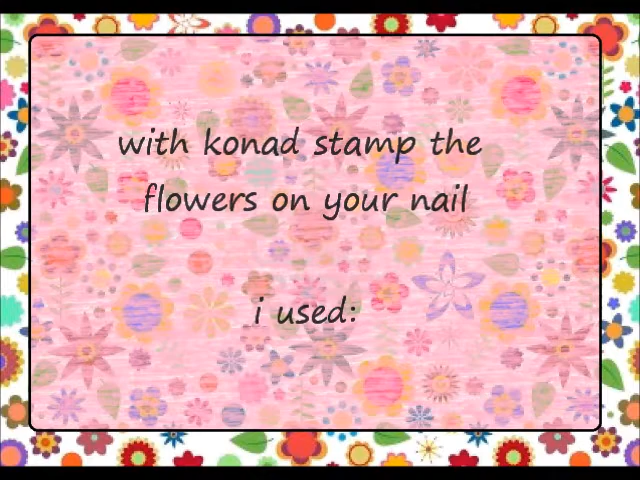 with konad stamp the
flowers on your nail
i used: